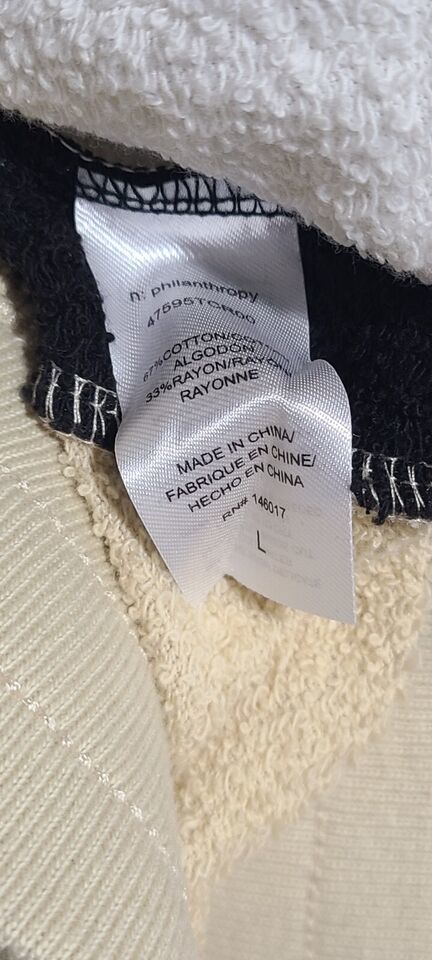 n: philanthropy
47595TCR00
67%COTTON/COTTON/
ALGODON
33%RAYON/RAYON/
RAYONNE
MADE IN CHINA/
FABRIQUE EN CHINE/
HECHO EN CHINA
RN# 146017
L